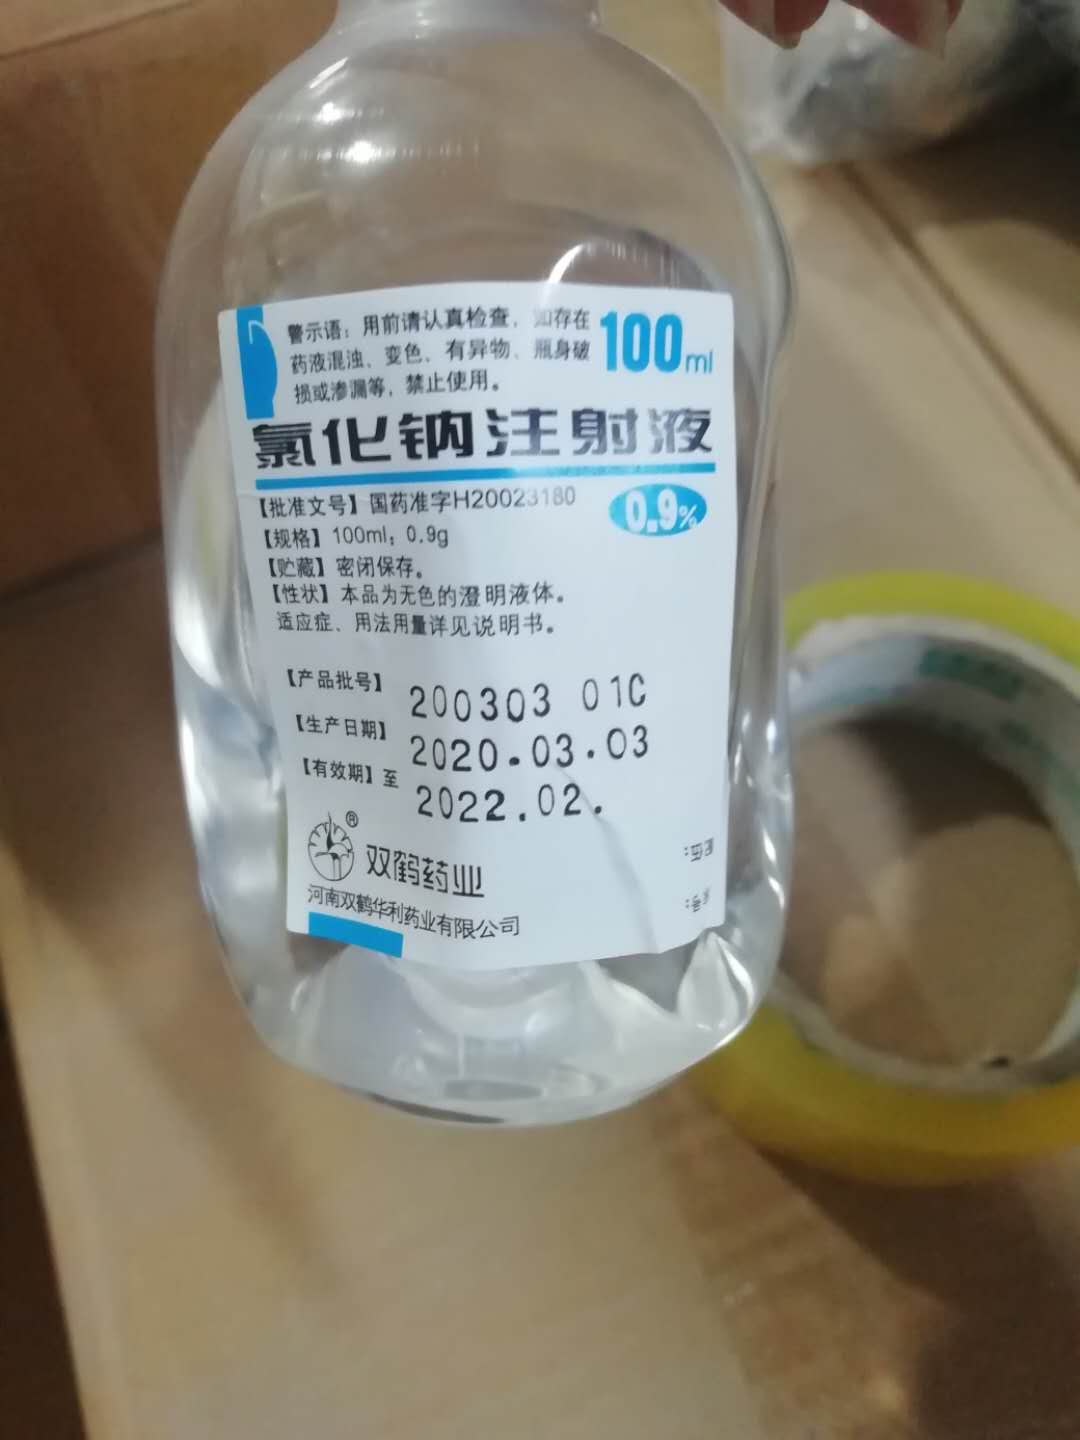 警示语：用前请认真检查，如存在
药液混浊、变色、有异物、瓶身破
损或渗漏等，禁止使用。
100ml
氯化钠注射液
0.9%
【批准文号】国药准字H20023180
【规格】100ml：0.9g
【贮藏】密闭保存。
【性状】本品为无色的澄明液体。
适应症、用法用量详见说明书。
【产品批号】200303 01C
【生产日期】2020.03.03
【有效期】至 2022.02.
®
双鹤药业
河南双鹤华利药业有限公司